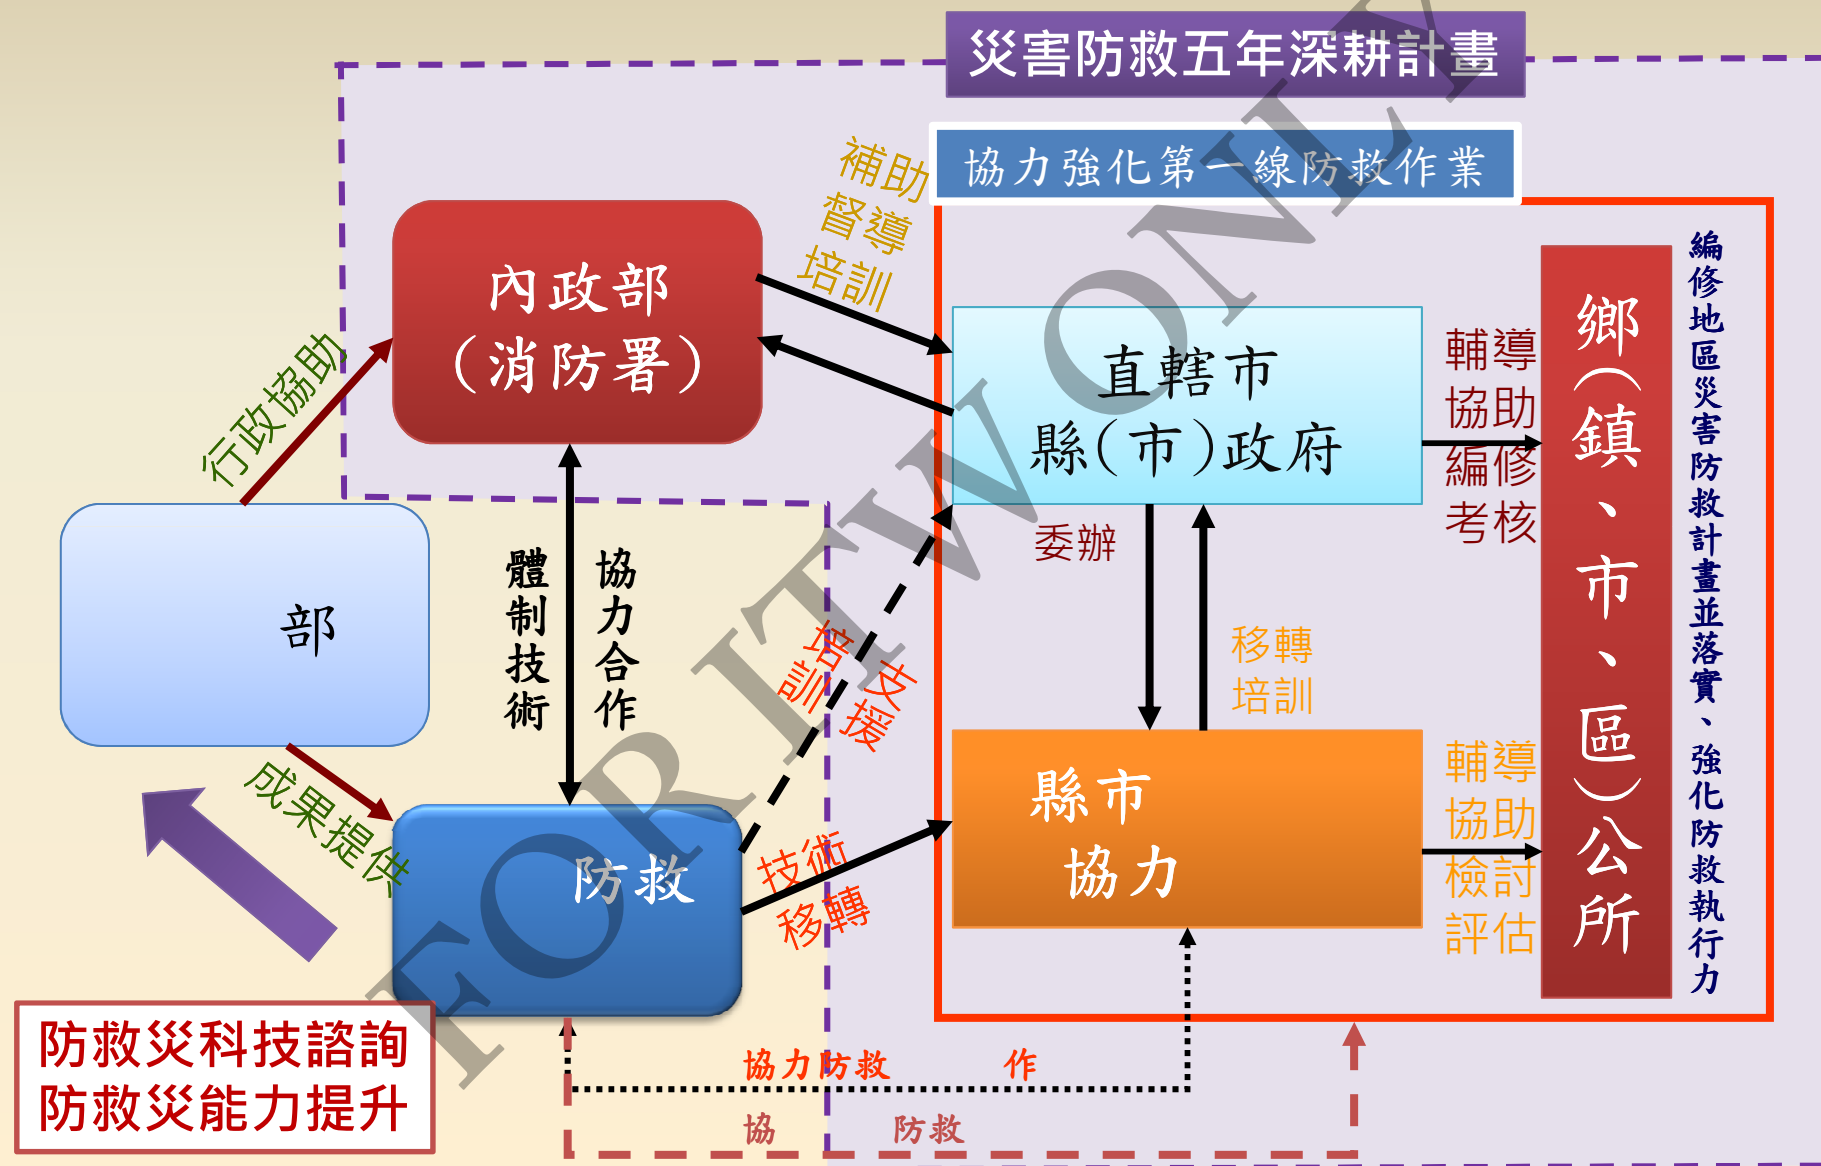 災害防救五年深耕計畫
協力強化第一線防救作業
補助
督導
培訓
內政部
(消防署)
行政協助
直轄市
縣(市)政府
輔導
協助
編修
考核
鄉(鎮、市、區)公所
編修地區災害防救計畫並落實、強化防救執行力
委辦
移轉
培訓
部
體制技術
協力合作
培訓
支援
成果提供
防救
技術
移轉
縣市
協力
輔導
協助
檢討
評估
防救災科技諮詢
防救災能力提升
協力防救 作
協 防救
FOR ITW ONLY